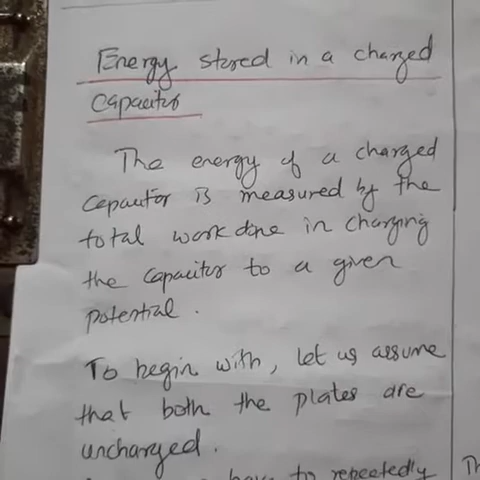 Energy stored in a charged
capacitor
The energy of a charged
capacitor is measured by the
total work done in charging
the capacitor to a given
potential.
To begin with, let us assume
that both the plates are
uncharged.
have to repeatedly